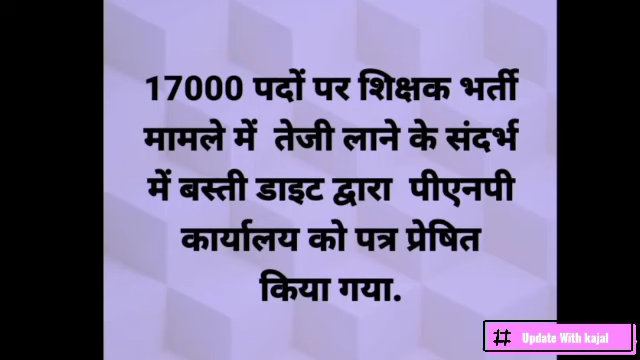 17000 पदों पर शिक्षक भर्ती
मामले में तेजी लाने के संदर्भ
में बस्ती डाइट द्वारा पीएनपी
कार्यालय को पत्र प्रेषित
किया गया.
# Update With kajal